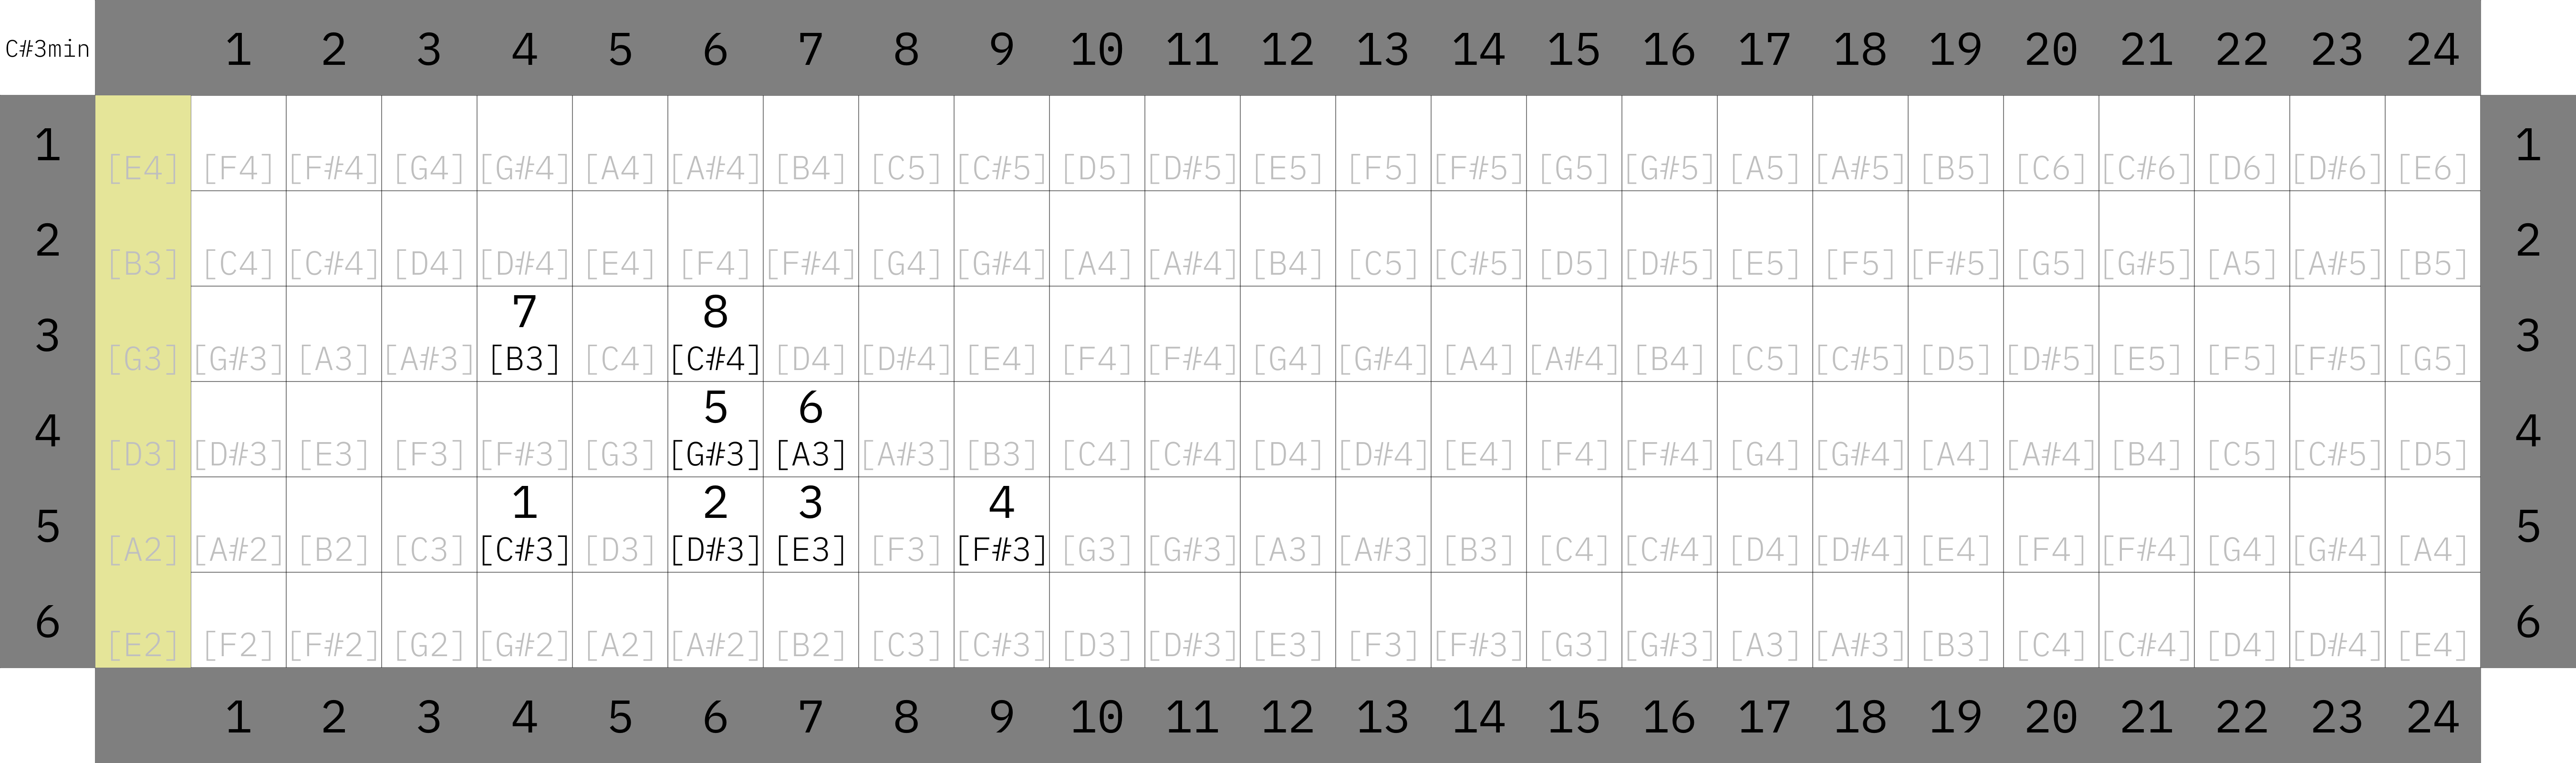 C#3min 1 2 3 4 5 6 7 8 9 10 11 12 13 14 15 16 17 18 19 20 21 22 23 24
1 [E4] [F4] [F#4] [G4] [G#4] [A4] [A#4] [B4] [C5] [C#5] [D5] [D#5] [E5] [F5] [F#5] [G5] [G#5] [A5] [A#5] [B5] [C6] [C#6] [D6] [D#6] [E6] 1
2 [B3] [C4] [C#4] [D4] [D#4] [E4] [F4] [F#4] [G4] [G#4] [A4] [A#4] [B4] [C5] [C#5] [D5] [D#5] [E5] [F5] [F#5] [G5] [G#5] [A5] [A#5] [B5] 2
7 8
3 [G3] [G#3] [A3] [A#3] [B3] [C4] [C#4] [D4] [D#4] [E4] [F4] [F#4] [G4] [G#4] [A4] [A#4] [B4] [C5] [C#5] [D5] [D#5] [E5] [F5] [F#5] [G5] 3
5 6
4 [D3] [D#3] [E3] [F3] [F#3] [G3] [G#3] [A3] [A#3] [B3] [C4] [C#4] [D4] [D#4] [E4] [F4] [F#4] [G4] [G#4] [A4] [A#4] [B4] [C5] [C#5] [D5] 4
1 2 3 4
5 [A2] [A#2] [B2] [C3] [C#3] [D3] [D#3] [E3] [F3] [F#3] [G3] [G#3] [A3] [A#3] [B3] [C4] [C#4] [D4] [D#4] [E4] [F4] [F#4] [G4] [G#4] [A4] 5
6 [E2] [F2] [F#2] [G2] [G#2] [A2] [A#2] [B2] [C3] [C#3] [D3] [D#3] [E3] [F3] [F#3] [G3] [G#3] [A3] [A#3] [B3] [C4] [C#4] [D4] [D#4] [E4] 6
1 2 3 4 5 6 7 8 9 10 11 12 13 14 15 16 17 18 19 20 21 22 23 24